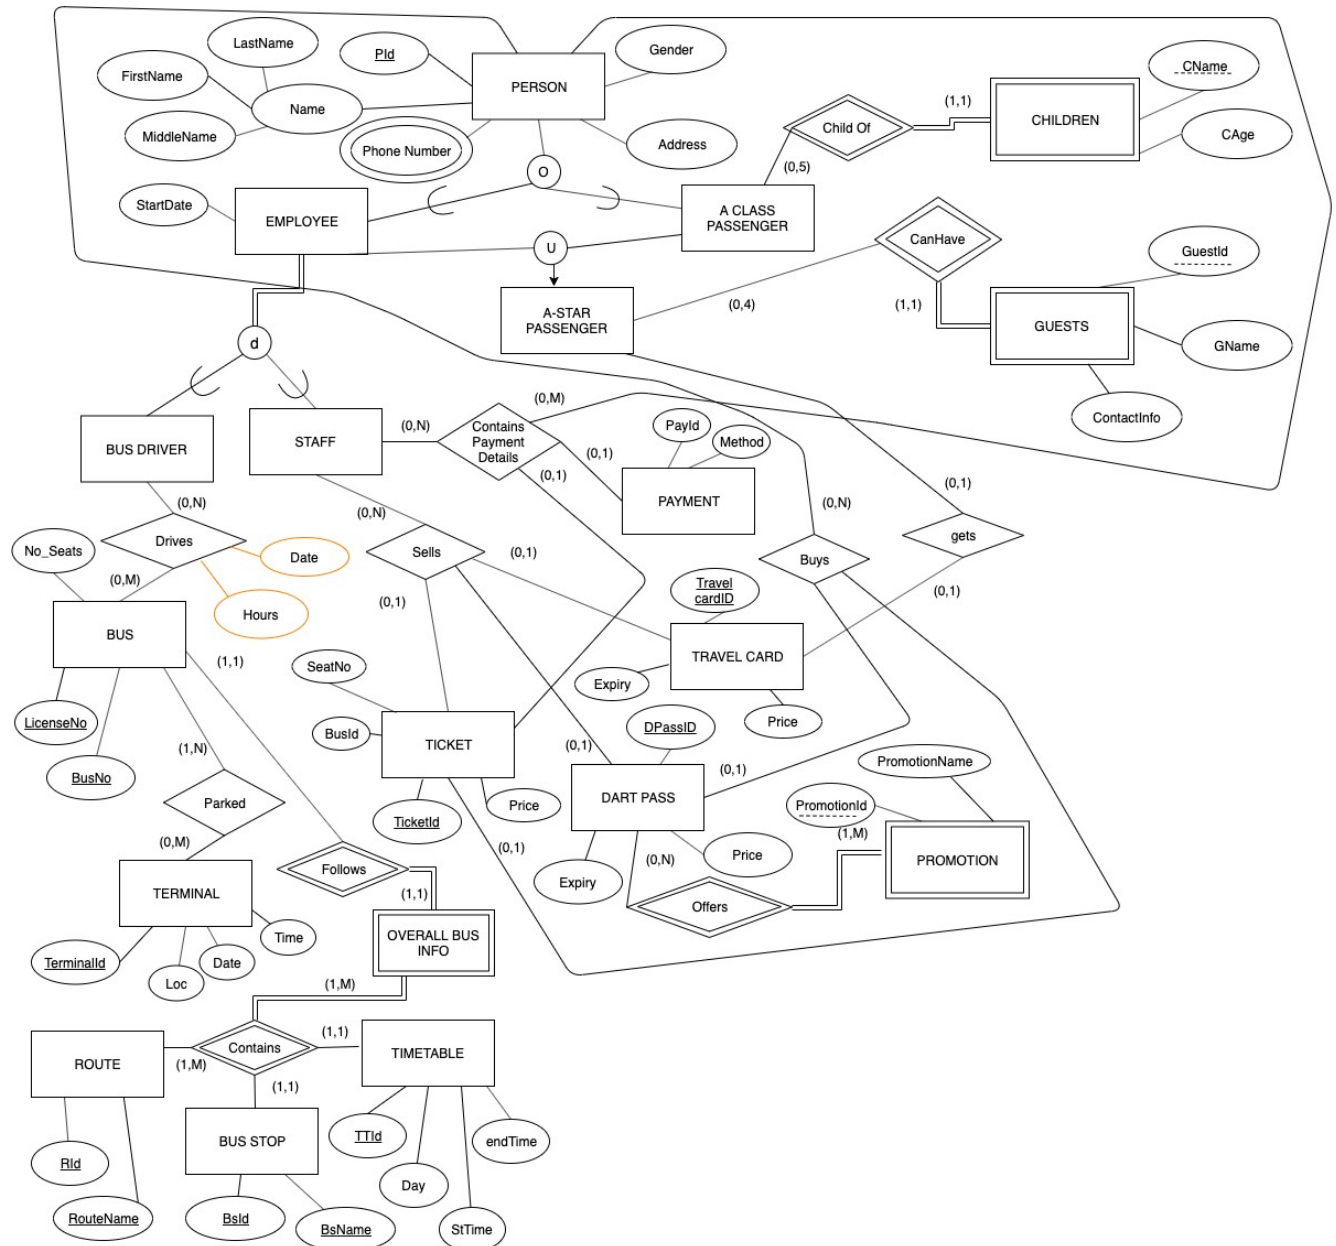 LastName
PId
Gender
FirstName
PERSON
CName
Name
(1,1)
MiddleName
Child Of
CHILDREN
Phone Number
Address
CAge
O
(0,5)
StartDate
EMPLOYEE
A CLASS
PASSENGER
U
CanHave
GuestId
A-STAR
PASSENGER
(0,4)
(1,1)
GUESTS
d
GName
(0,M)
ContactInfo
BUS DRIVER
STAFF
(0,N)
Contains
Payment
Details
PayId
Method
(0,1)
(0,1)
(0,1)
PAYMENT
(0,N)
(0,N)
(0,N)
No_Seats
Drives
Date
Sells
(0,1)
Buys
gets
(0,M)
Travel
cardID
(0,1)
Hours
(0,1)
BUS
(1,1)
TRAVEL CARD
SeatNo
Expiry
LicenseNo
BusId
DPassID
Price
(1,N)
TICKET
(0,1)
PromotionName
BusNo
(0,1)
Parked
TicketId
Price
DART PASS
PromotionId
(0,M)
(0,1)
(0,N)
Price
(1,M)
PROMOTION
Follows
Expiry
TERMINAL
(1,1)
Offers
Time
OVERALL BUS
INFO
TerminalId
Date
Loc
(1,M)
(1,1)
ROUTE
(1,M)
Contains
TIMETABLE
(1,1)
BUS STOP
TTId
endTime
RId
Day
RouteName
BsId
BsName
StTime